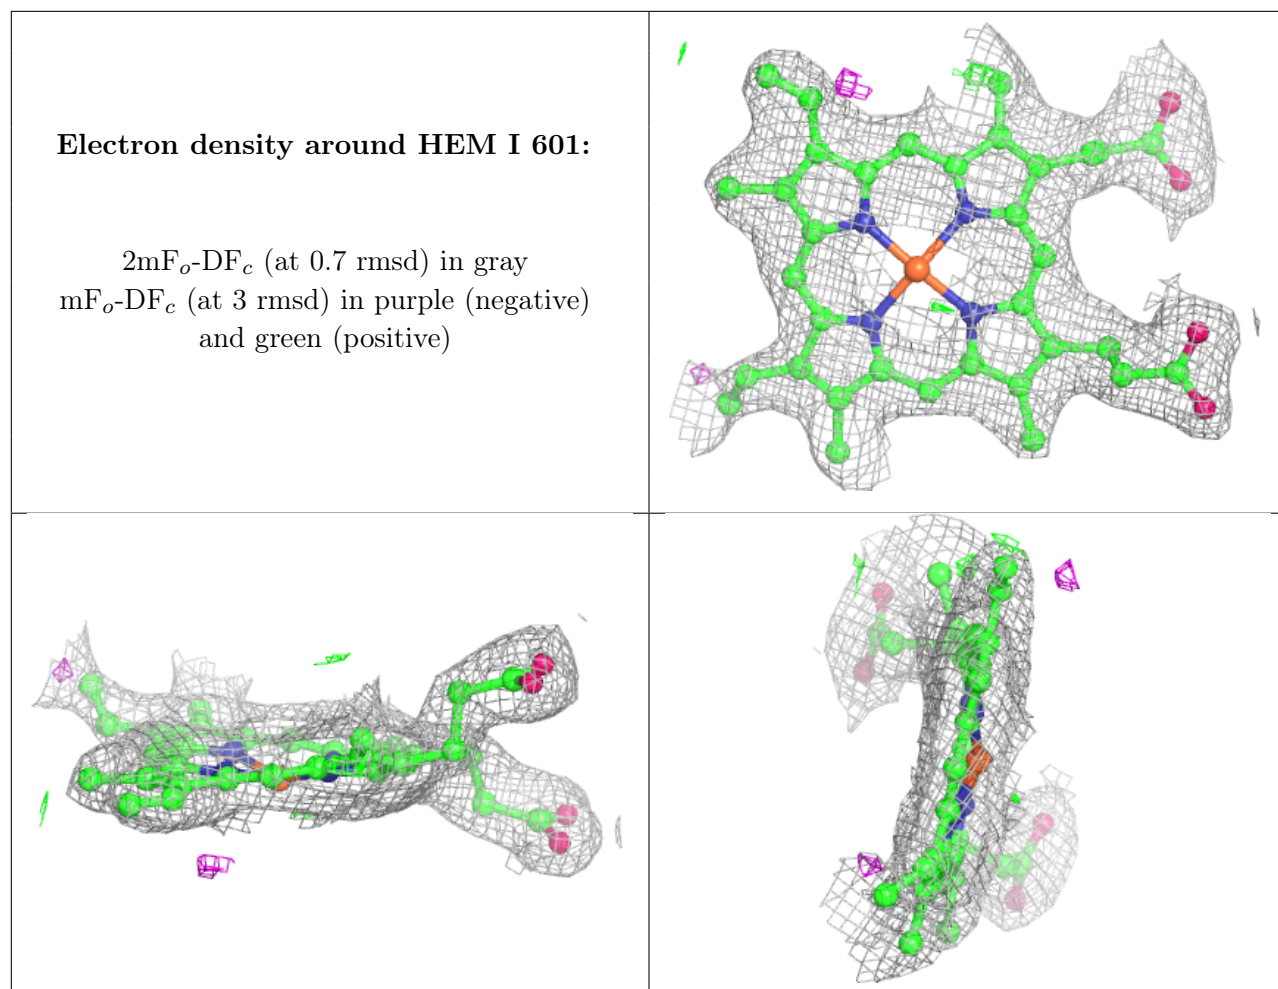 Electron density around HEM I 601:
2mFo-DFc (at 0.7 rmsd) in gray
mFo-DFc (at 3 rmsd) in purple (negative)
and green (positive)